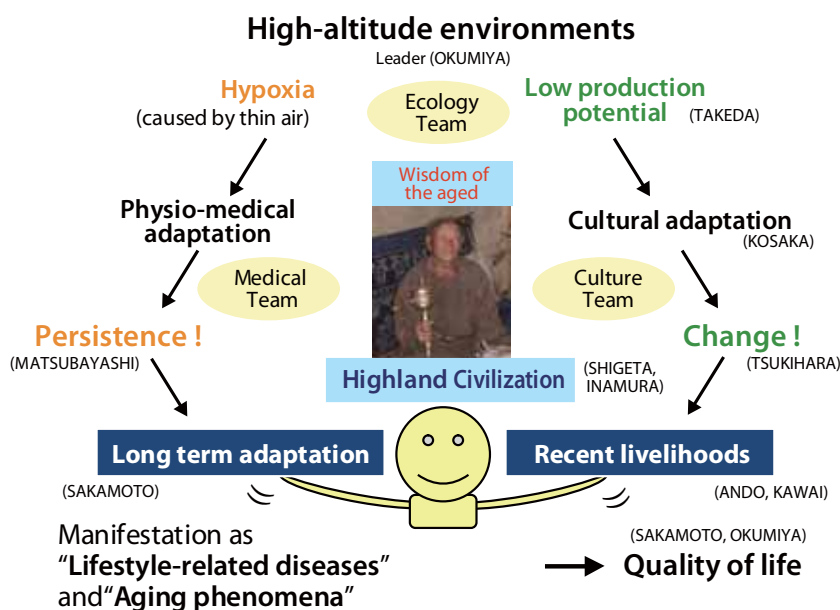 High-altitude environments
Leader (OKUMIYA)
Hypoxia
(caused by thin air)
Ecology
Team
Low production
potential (TAKEDA)
Wisdom of
the aged
Physio-medical
adaptation
Cultural adaptation
(KOSAKA)
Medical
Team
Culture
Team
Persistence !
(MATSUBAYASHI)
Change !
(TSUKIHARA)
Highland Civilization
(SHIGETA,
INAMURA)
Long term adaptation
Recent livelihoods
(SAKAMOTO)
(ANDO, KAWAI)
Manifestation as
“Lifestyle-related diseases”
and“Aging phenomena”
(SAKAMOTO, OKUMIYA)
Quality of life